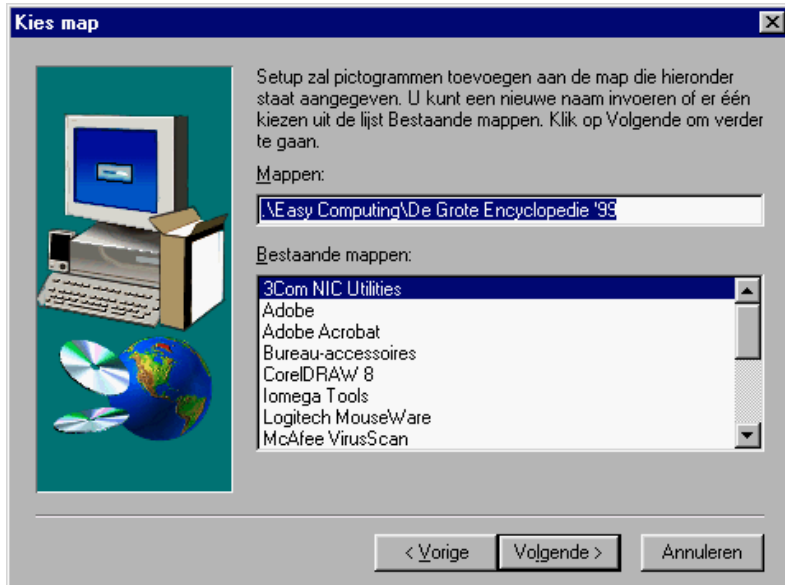 Kies map
Setup zal pictogrammen toevoegen aan de map die hieronder
staat aangegeven. U kunt een nieuwe naam invoeren of er één
kiezen uit de lijst Bestaande mappen. Klik op Volgende om verder
te gaan.
Mappen:
.\Easy Computing\De Grote Encyclopedie '99
Bestaande mappen:
3Com NIC Utilities
Adobe
Adobe Acrobat
Bureau-accessoires
CorelDRAW 8
Iomega Tools
Logitech MouseWare
McAfee VirusScan
< Vorige
Volgende >
Annuleren